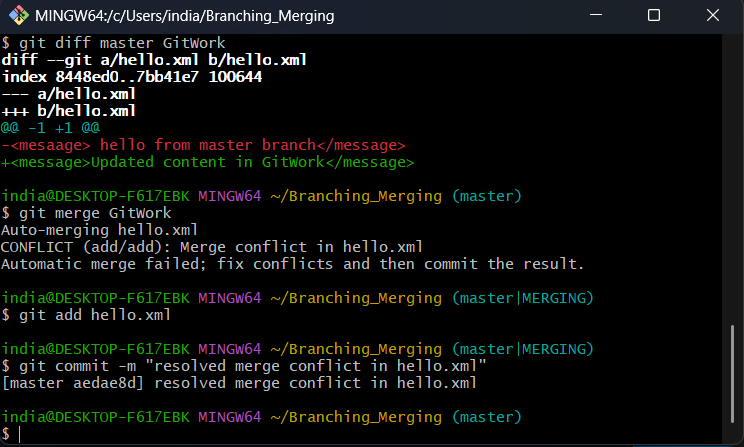 MINGW64:/c/Users/india/Branching_Merging
$ git diff master GitWork
diff --git a/hello.xml b/hello.xml
index 8448ed0..7bb41e7 100644
--- a/hello.xml
+++ b/hello.xml
@@ -1 +1 @@
-<mesaage> hello from master branch</message>
+<message>Updated content in GitWork</message>
india@DESKTOP-F617EBK MINGW64 ~/Branching_Merging (master)
$ git merge GitWork
Auto-merging hello.xml
CONFLICT (add/add): Merge conflict in hello.xml
Automatic merge failed; fix conflicts and then commit the result.
india@DESKTOP-F617EBK MINGW64 ~/Branching_Merging (master|MERGING)
$ git add hello.xml
india@DESKTOP-F617EBK MINGW64 ~/Branching_Merging (master|MERGING)
$ git commit -m "resolved merge conflict in hello.xml"
[master aedae8d] resolved merge conflict in hello.xml
india@DESKTOP-F617EBK MINGW64 ~/Branching_Merging (master)
$